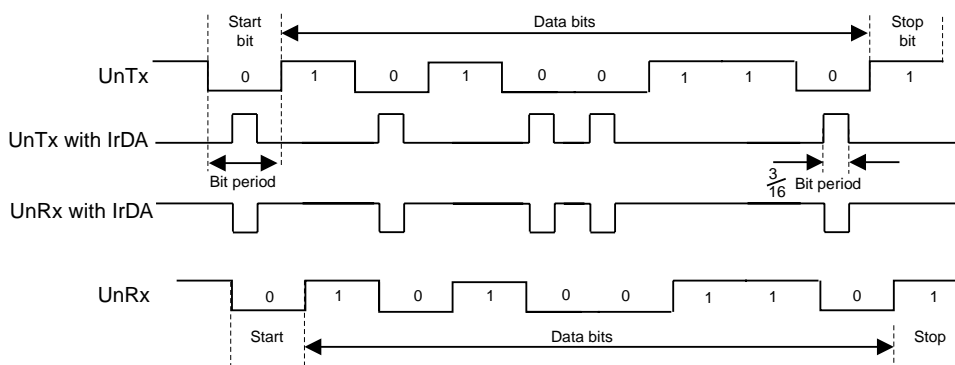 Start bit
Data bits
Stop bit
UnTx
0 1 0 1 0 0 1 1 0 1
UnTx with IrDA
Bit period
3/16 Bit period
UnRx with IrDA
UnRx
0 1 0 1 0 0 1 1 0 1
Start
Data bits
Stop